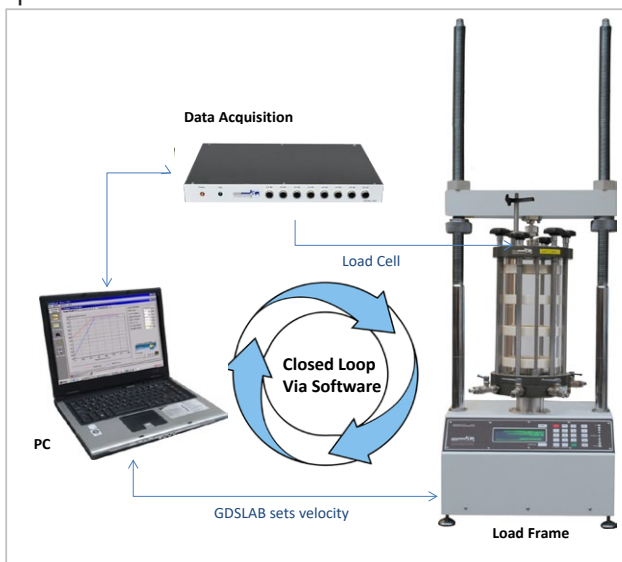 Data Acquisition
Load Cell
Closed Loop
Via Software
PC
GDSLAB sets velocity
Load Frame